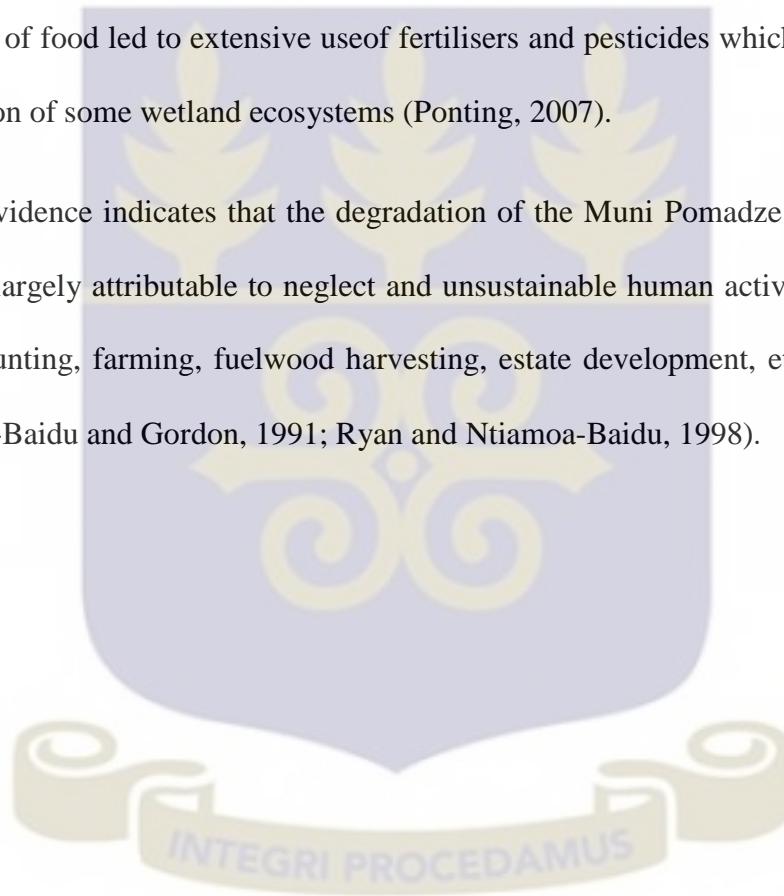 of food led to extensive useof fertilisers and pesticides which
on of some wetland ecosystems (Ponting, 2007).
vidence indicates that the degradation of the Muni Pomadze
largely attributable to neglect and unsustainable human activ
unting, farming, fuelwood harvesting, estate development, e
-Baidu and Gordon, 1991; Ryan and Ntiamoa-Baidu, 1998).
INTEGRI PROCEDAMUS